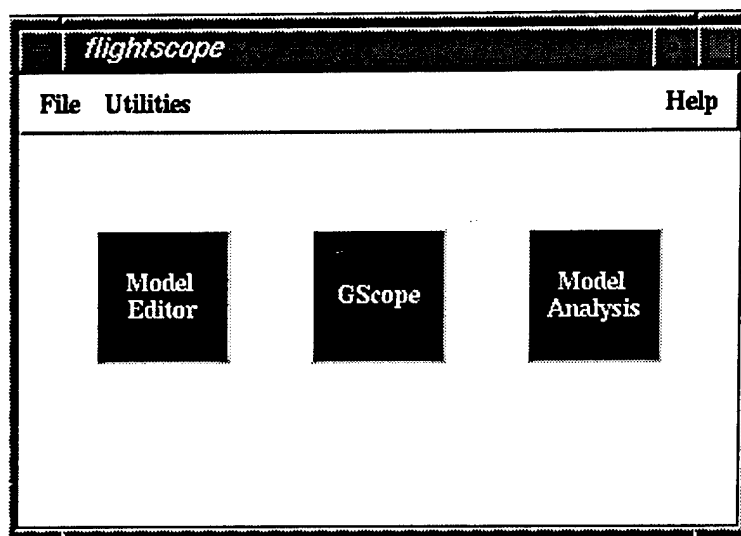 flightscope
File Utilities Help
Model
Editor
GScope
Model
Analysis